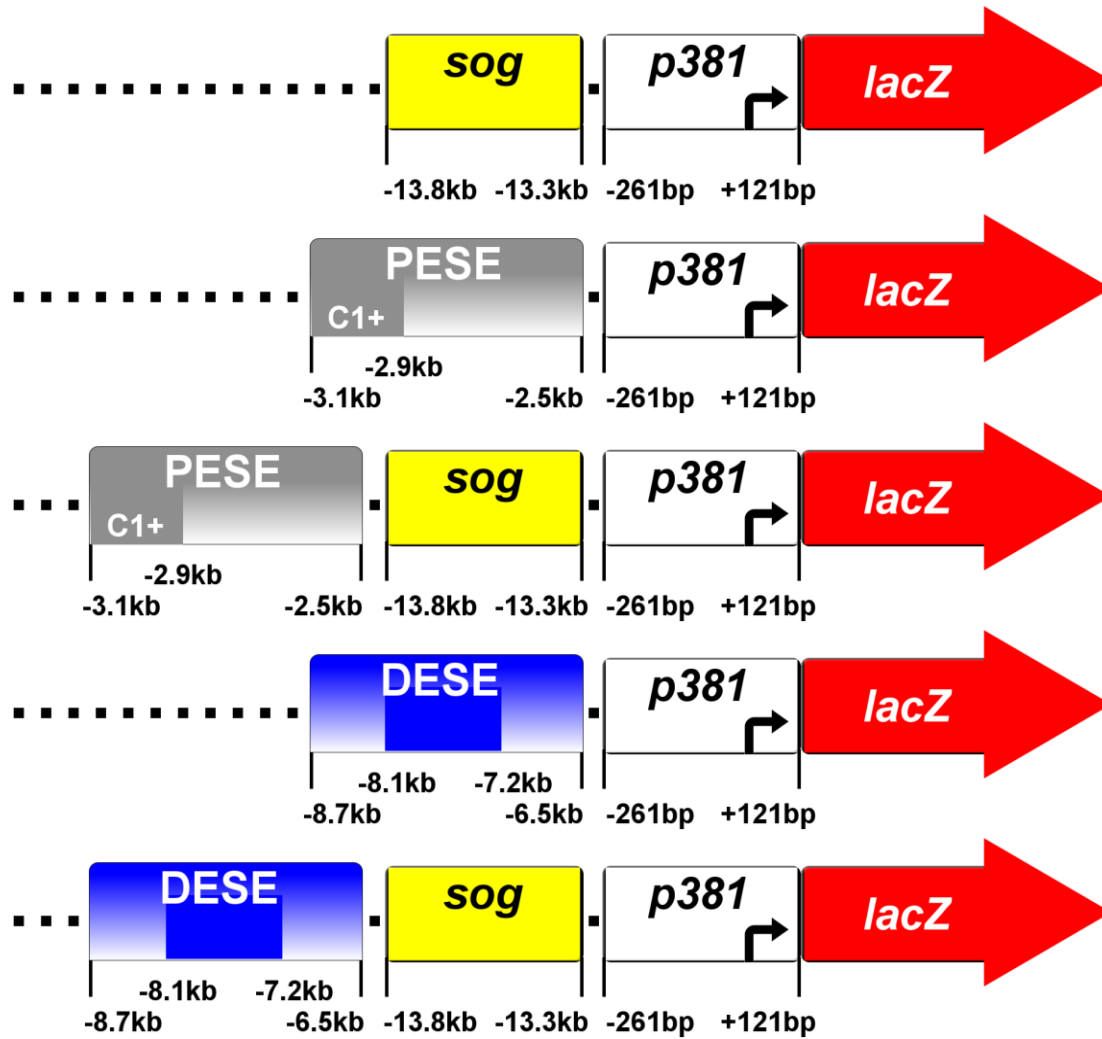 sog p381 lacZ
-13.8kb -13.3kb -261bp +121bp
PESE p381 lacZ
C1+
-2.9kb
-3.1kb -2.5kb -261bp +121bp
PESE sog p381 lacZ
C1+
-2.9kb
-3.1kb -2.5kb -13.8kb -13.3kb -261bp +121bp
DESE p381 lacZ
-8.1kb -7.2kb
-8.7kb -6.5kb -261bp +121bp
DESE sog p381 lacZ
-8.1kb -7.2kb
-8.7kb -6.5kb -13.8kb -13.3kb -261bp +121bp